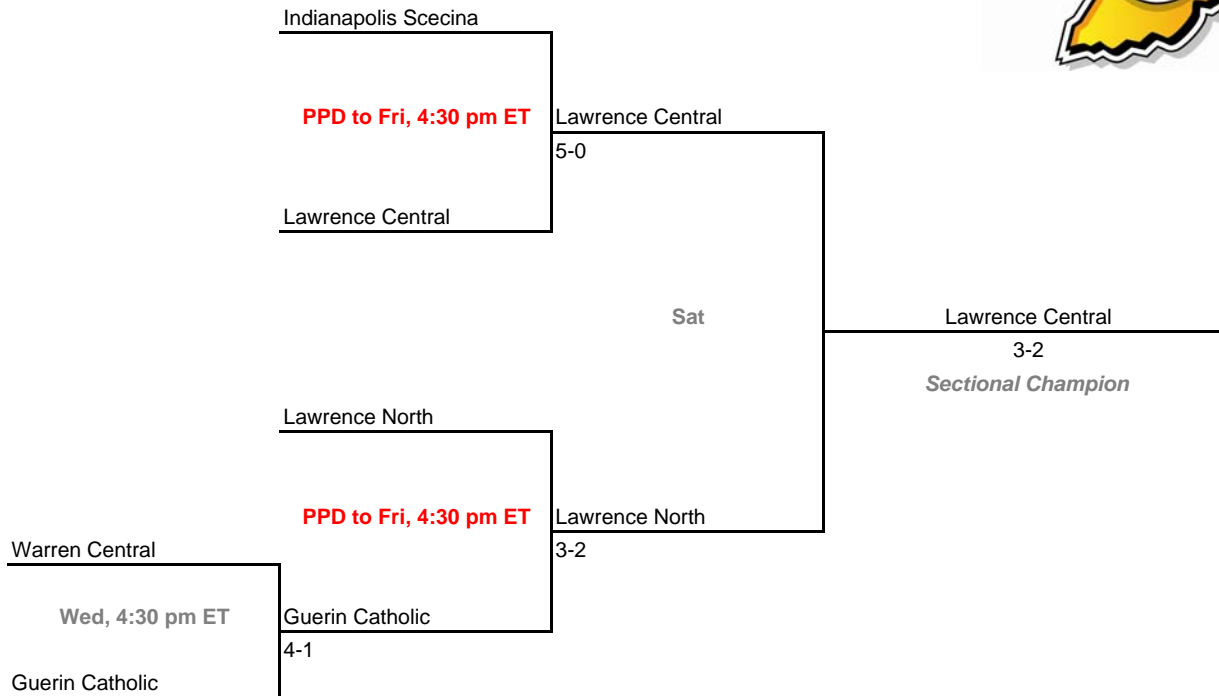 Indianapolis Scecina
PPD to Fri, 4:30 pm ET
Lawrence Central
5-0
Lawrence Central
Sat
Lawrence Central
3-2
Sectional Champion
Lawrence North
PPD to Fri, 4:30 pm ET
Lawrence North
3-2
Warren Central
Wed, 4:30 pm ET
Guerin Catholic
4-1
Guerin Catholic